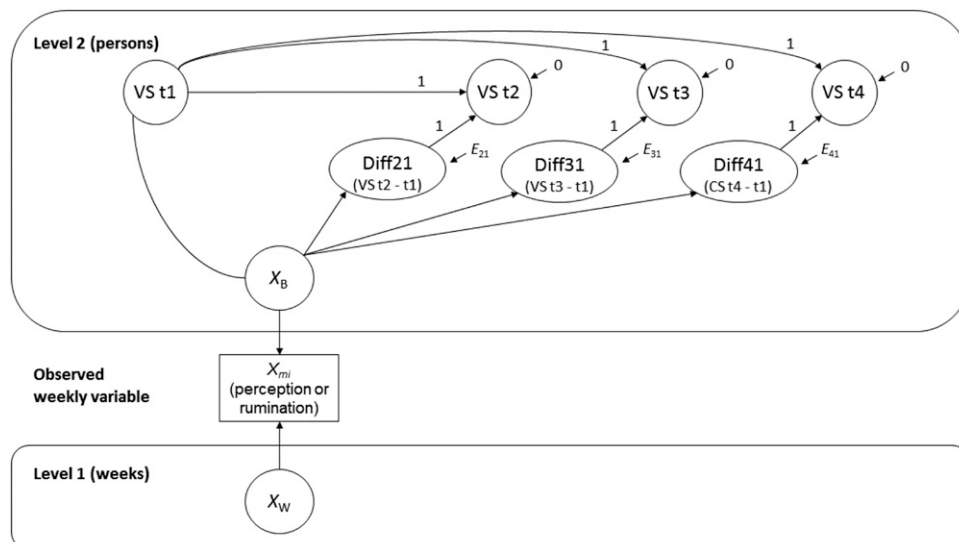 Level 2 (persons)
VS t1
1
1
1
VS t2
0
VS t3
0
VS t4
0
1
1
1
Diff21
(VS t2 - t1)
E21
Diff31
(VS t3 - t1)
E31
Diff41
(CS t4 - t1)
E41
XB
Observed
weekly variable
Xmi
(perception or
rumination)
Level 1 (weeks)
XW